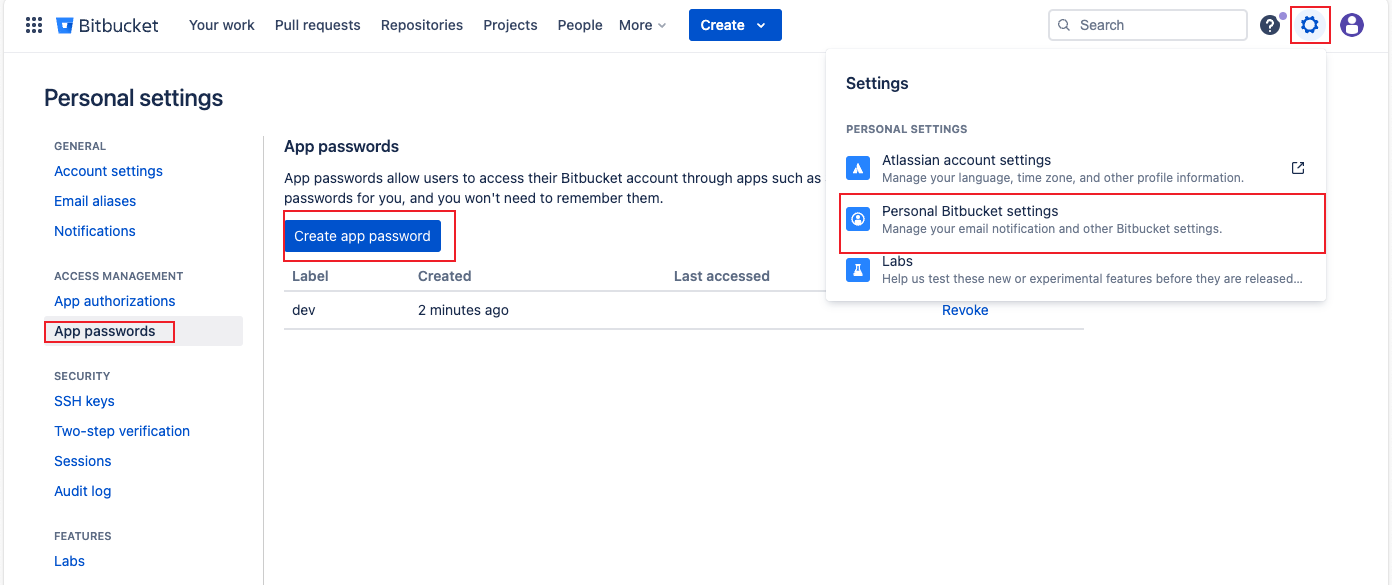 Bitbucket
Your work
Pull requests
Repositories
Projects
People
More
Create
Search
?
Personal settings
GENERAL
Account settings
Email aliases
Notifications
ACCESS MANAGEMENT
App authorizations
App passwords
SECURITY
SSH keys
Two-step verification
Sessions
Audit log
FEATURES
Labs
App passwords
App passwords allow users to access their Bitbucket account through apps such as
passwords for you, and you won't need to remember them.
Create app password
Label Created Last accessed
dev 2 minutes ago Revoke
Settings
PERSONAL SETTINGS
Atlassian account settings
Manage your language, time zone, and other profile information.
Personal Bitbucket settings
Manage your email notification and other Bitbucket settings.
Labs
Help us test these new or experimental features before they are released...